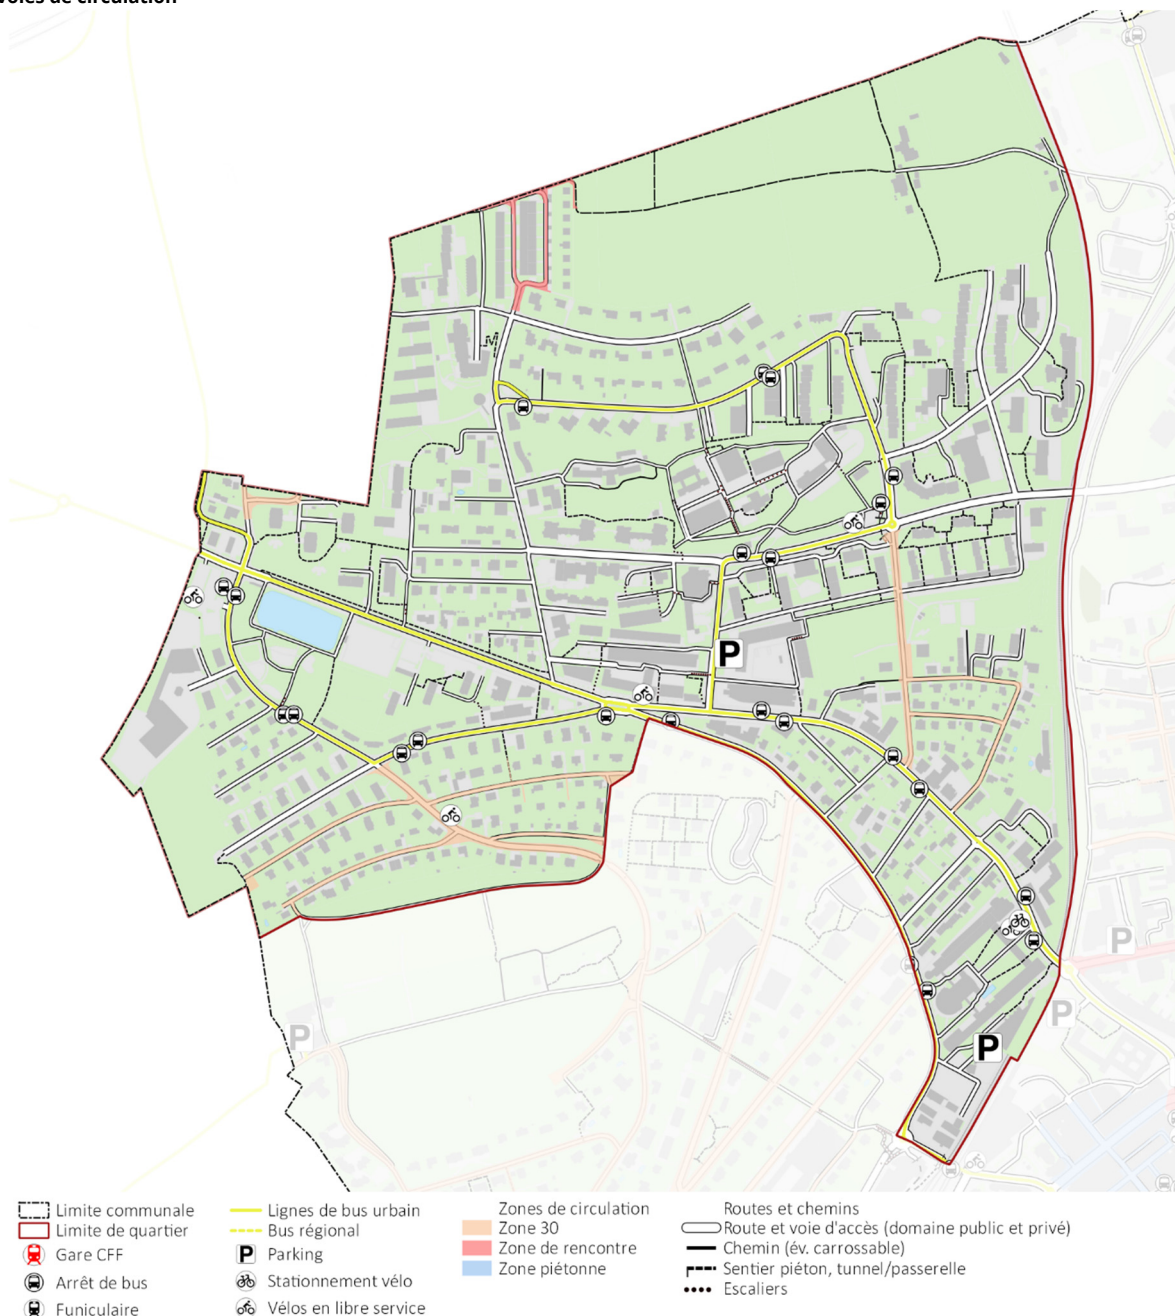 voies de circulation
P
P
P
P
P
Limite communale
Limite de quartier
Gare CFF
Arrêt de bus
Funiculaire
Lignes de bus urbain
Bus régional
P Parking
Stationnement vélo
Vélos en libre service
Zones de circulation
Zone 30
Zone de rencontre
Zone piétonne
Routes et chemins
Route et voie d'accès (domaine public et privé)
Chemin (év. carrossable)
Sentier piéton, tunnel/passerelle
Escaliers